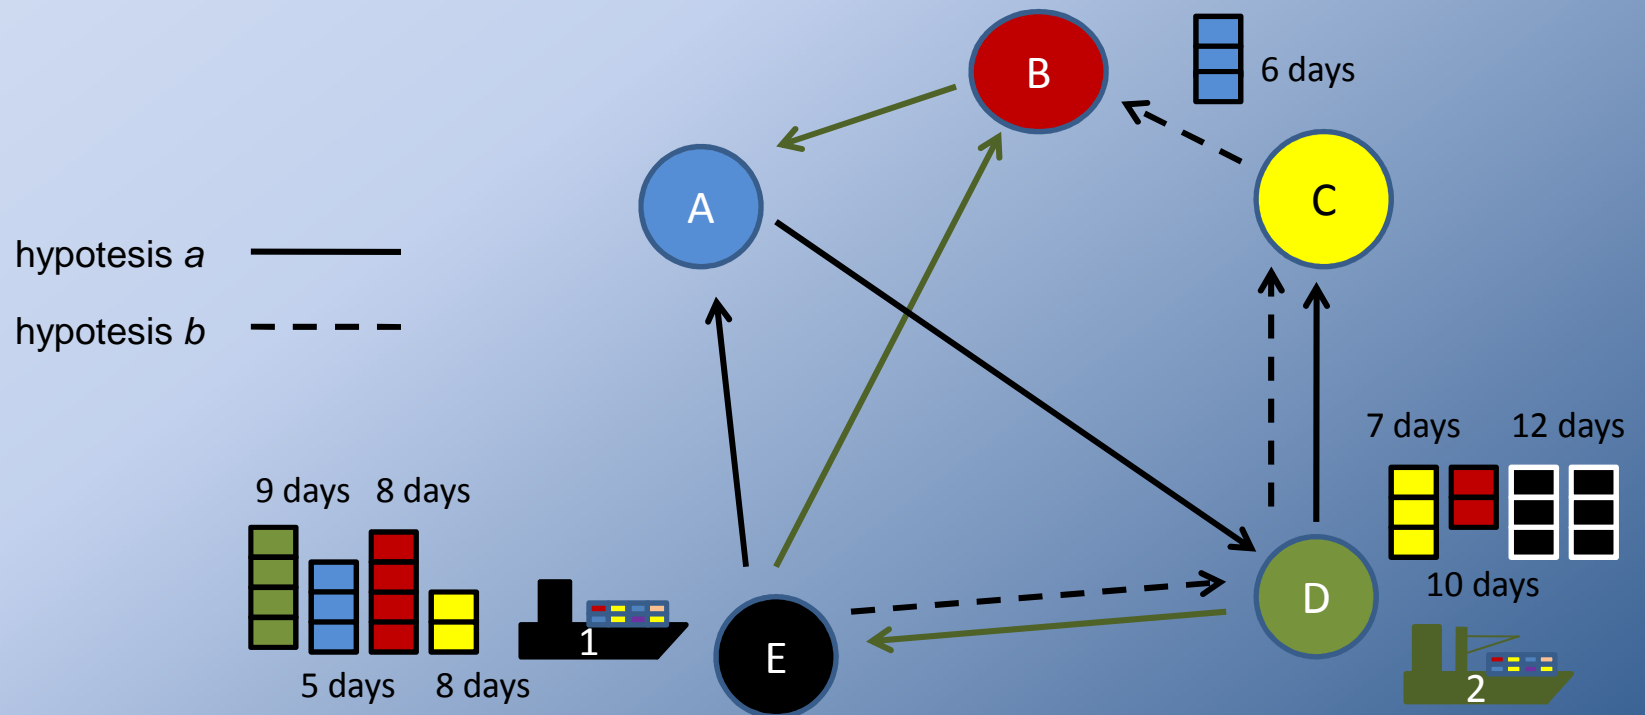 B
6 days
A
C
hypotesis a
hypotesis b
7 days
12 days
9 days
8 days
10 days
D
1
E
2
5 days
8 days